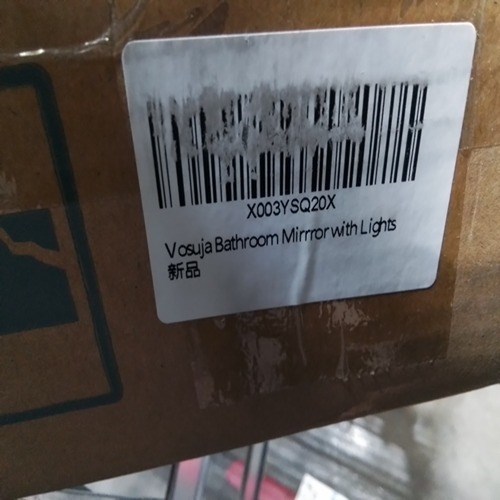 X003YSQ20X
Vosuja Bathroom Mirrror with Lights
新品